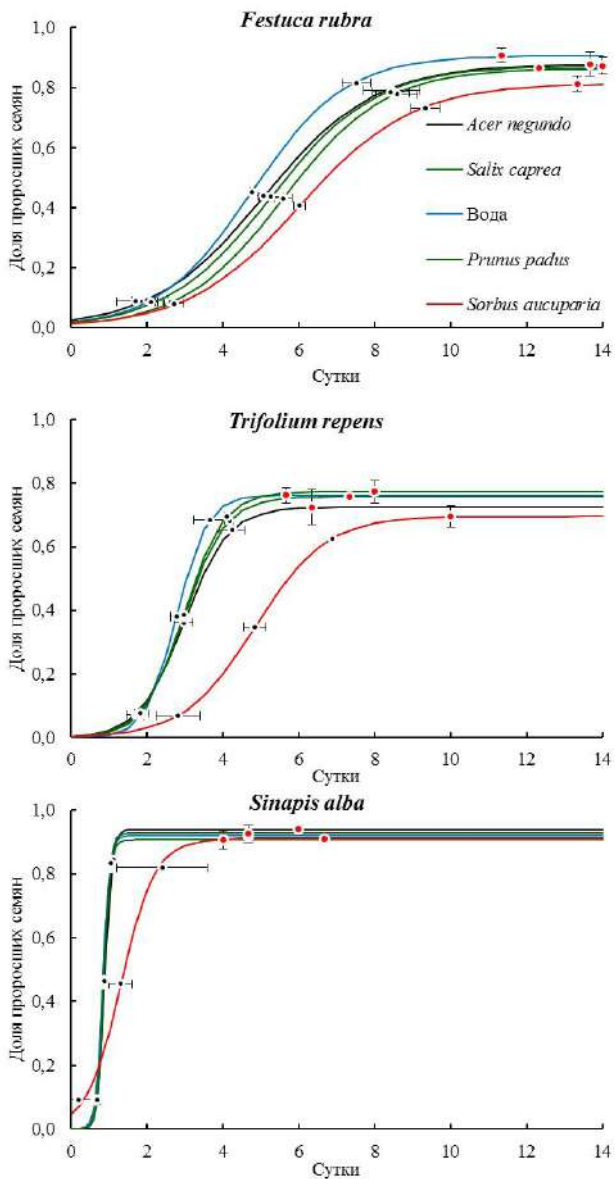 Festuca rubra
Доля проросших семян
1,0
0,8
0,6
0,4
0,2
0,0
Acer negundo
Salix caprea
Вода
Prunus padus
Sorbus aucuparia
0 2 4 6 8 10 12 14
Сутки
Trifolium repens
Доля проросших семян
1,0
0,8
0,6
0,4
0,2
0,0
0 2 4 6 8 10 12 14
Сутки
Sinapis alba
Доля проросших семян
1,0
0,8
0,6
0,4
0,2
0,0
0 2 4 6 8 10 12 14
Сутки